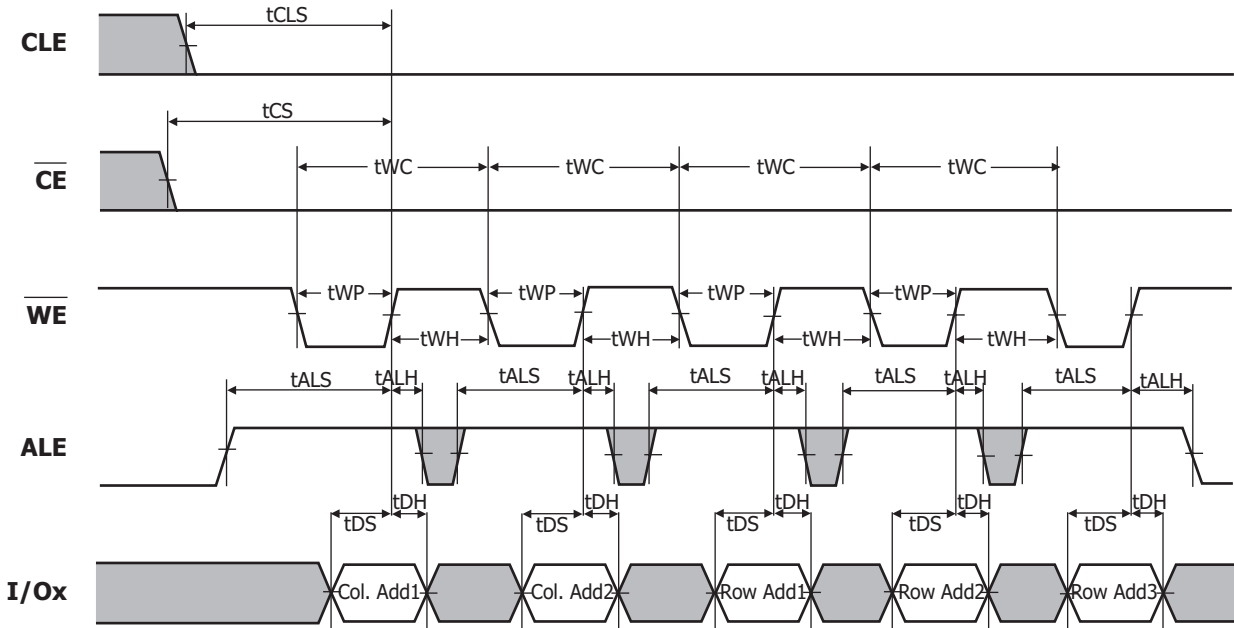 CLE
tCLS
tCS
CE
tWC tWC tWC tWC
WE
tWP tWP tWP tWP
tWH tWH tWH tWH
tALS tALH tALS tALH tALS tALH tALS tALH tALS tALH
ALE
tDH tDH tDH tDH tDH
tDS tDS tDS tDS tDS
I/Ox
Col. Add1 Col. Add2 Row Add1 Row Add2 Row Add3